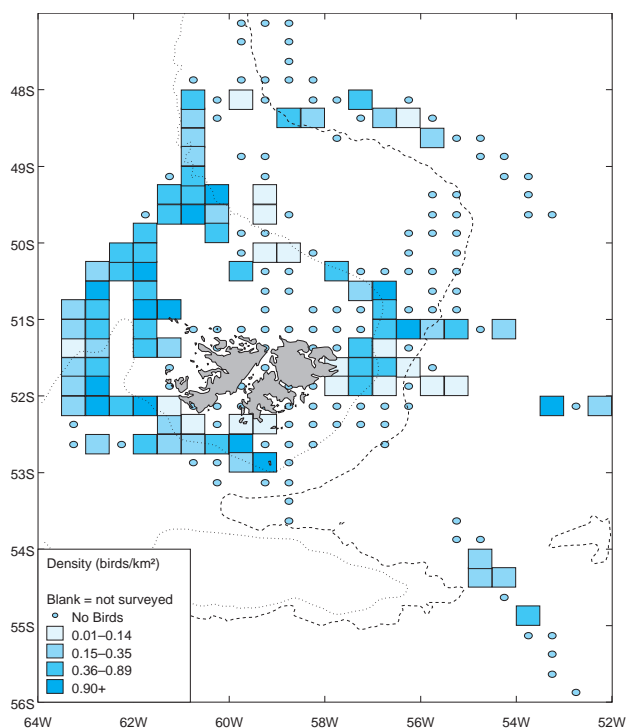 48S
49S
50S
51S
52S
53S
54S
55S
56S
Density (birds/km²)
Blank = not surveyed
No Birds
0.01–0.14
0.15–0.35
0.36–0.89
0.90+
64W 62W 60W 58W 56W 54W 52W